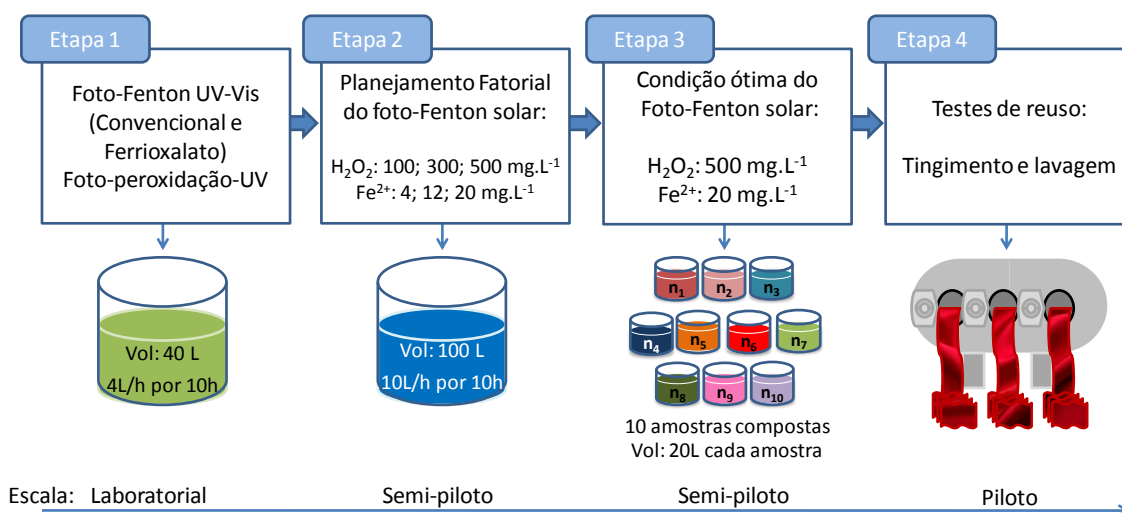 Etapa 1
Foto-Fenton UV-Vis
(Convencional e
Ferrioxalato)
Foto-peroxidação-UV
Vol: 40 L
4L/h por 10h
Etapa 2
Planejamento Fatorial
do foto-Fenton solar:
H₂O₂: 100; 300; 500 mg.L⁻¹
Fe²⁺: 4; 12; 20 mg.L⁻¹
Vol: 100 L
10L/h por 10h
Etapa 3
Condição ótima do
Foto-Fenton solar:
H₂O₂: 500 mg.L⁻¹
Fe²⁺: 20 mg.L⁻¹
n₁ n₂ n₃
n₄ n₅ n₆ n₇
n₈ n₉ n₁₀
10 amostras compostas
Vol: 20L cada amostra
Etapa 4
Testes de reuso:
Tingimento e lavagem
Escala: Laboratorial Semi-piloto Semi-piloto Piloto